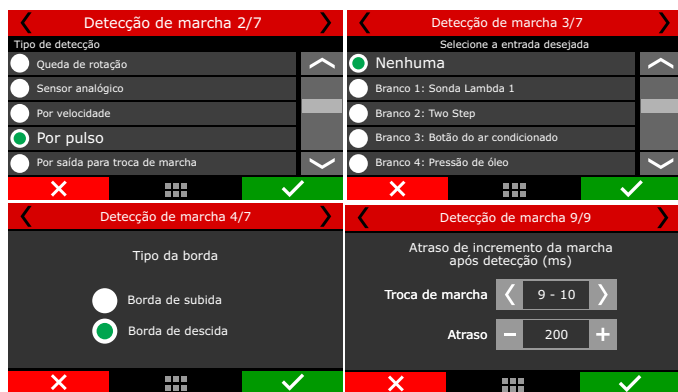 Detecção de marcha 2/7
Tipo de detecção
Queda de rotação
Sensor analógico
Por velocidade
Por pulso
Por saída para troca de marcha
Detecção de marcha 3/7
Selecione a entrada desejada
Nenhuma
Branco 1: Sonda Lambda 1
Branco 2: Two Step
Branco 3: Botão do ar condicionado
Branco 4: Pressão de óleo
Detecção de marcha 4/7
Tipo da borda
Borda de subida
Borda de descida
Detecção de marcha 9/9
Atraso de incremento da marcha
após detecção (ms)
Troca de marcha 9 - 10
Atraso 200